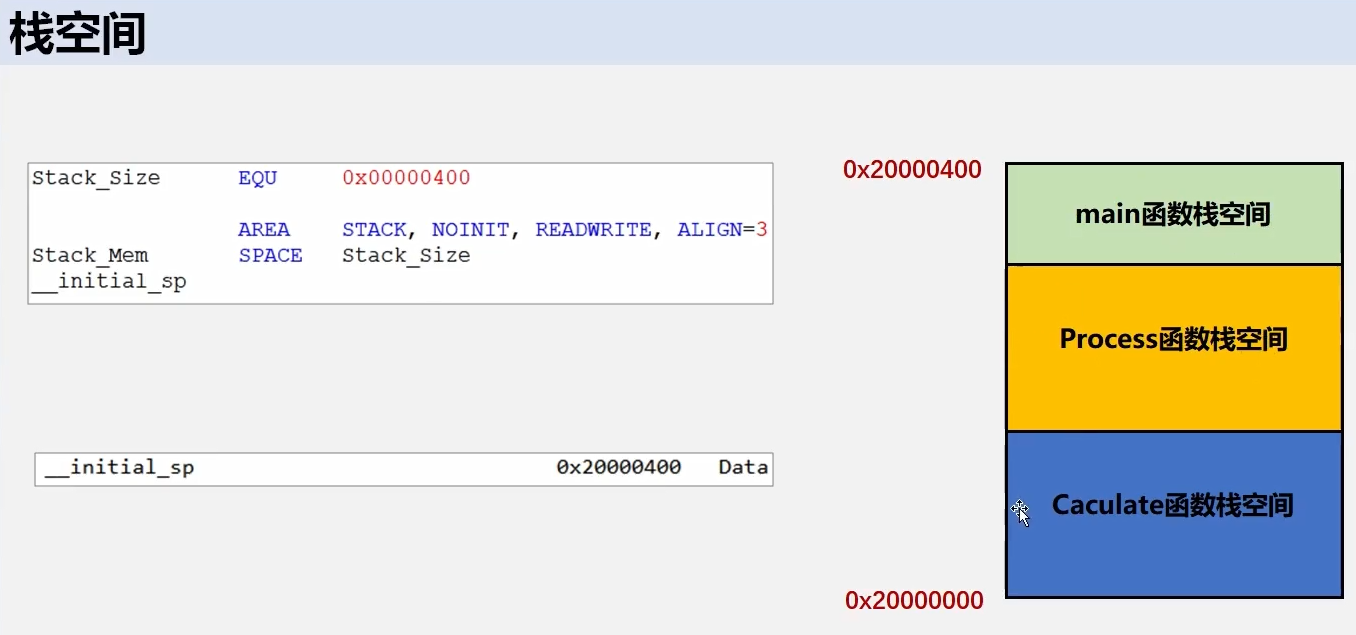 栈空间
Stack_Size EQU 0x00000400
AREA STACK, NOINIT, READWRITE, ALIGN=3
Stack_Mem SPACE Stack_Size
__initial_sp
__initial_sp 0x20000400 Data
0x20000400
main函数栈空间
Process函数栈空间
Caculate函数栈空间
0x20000000